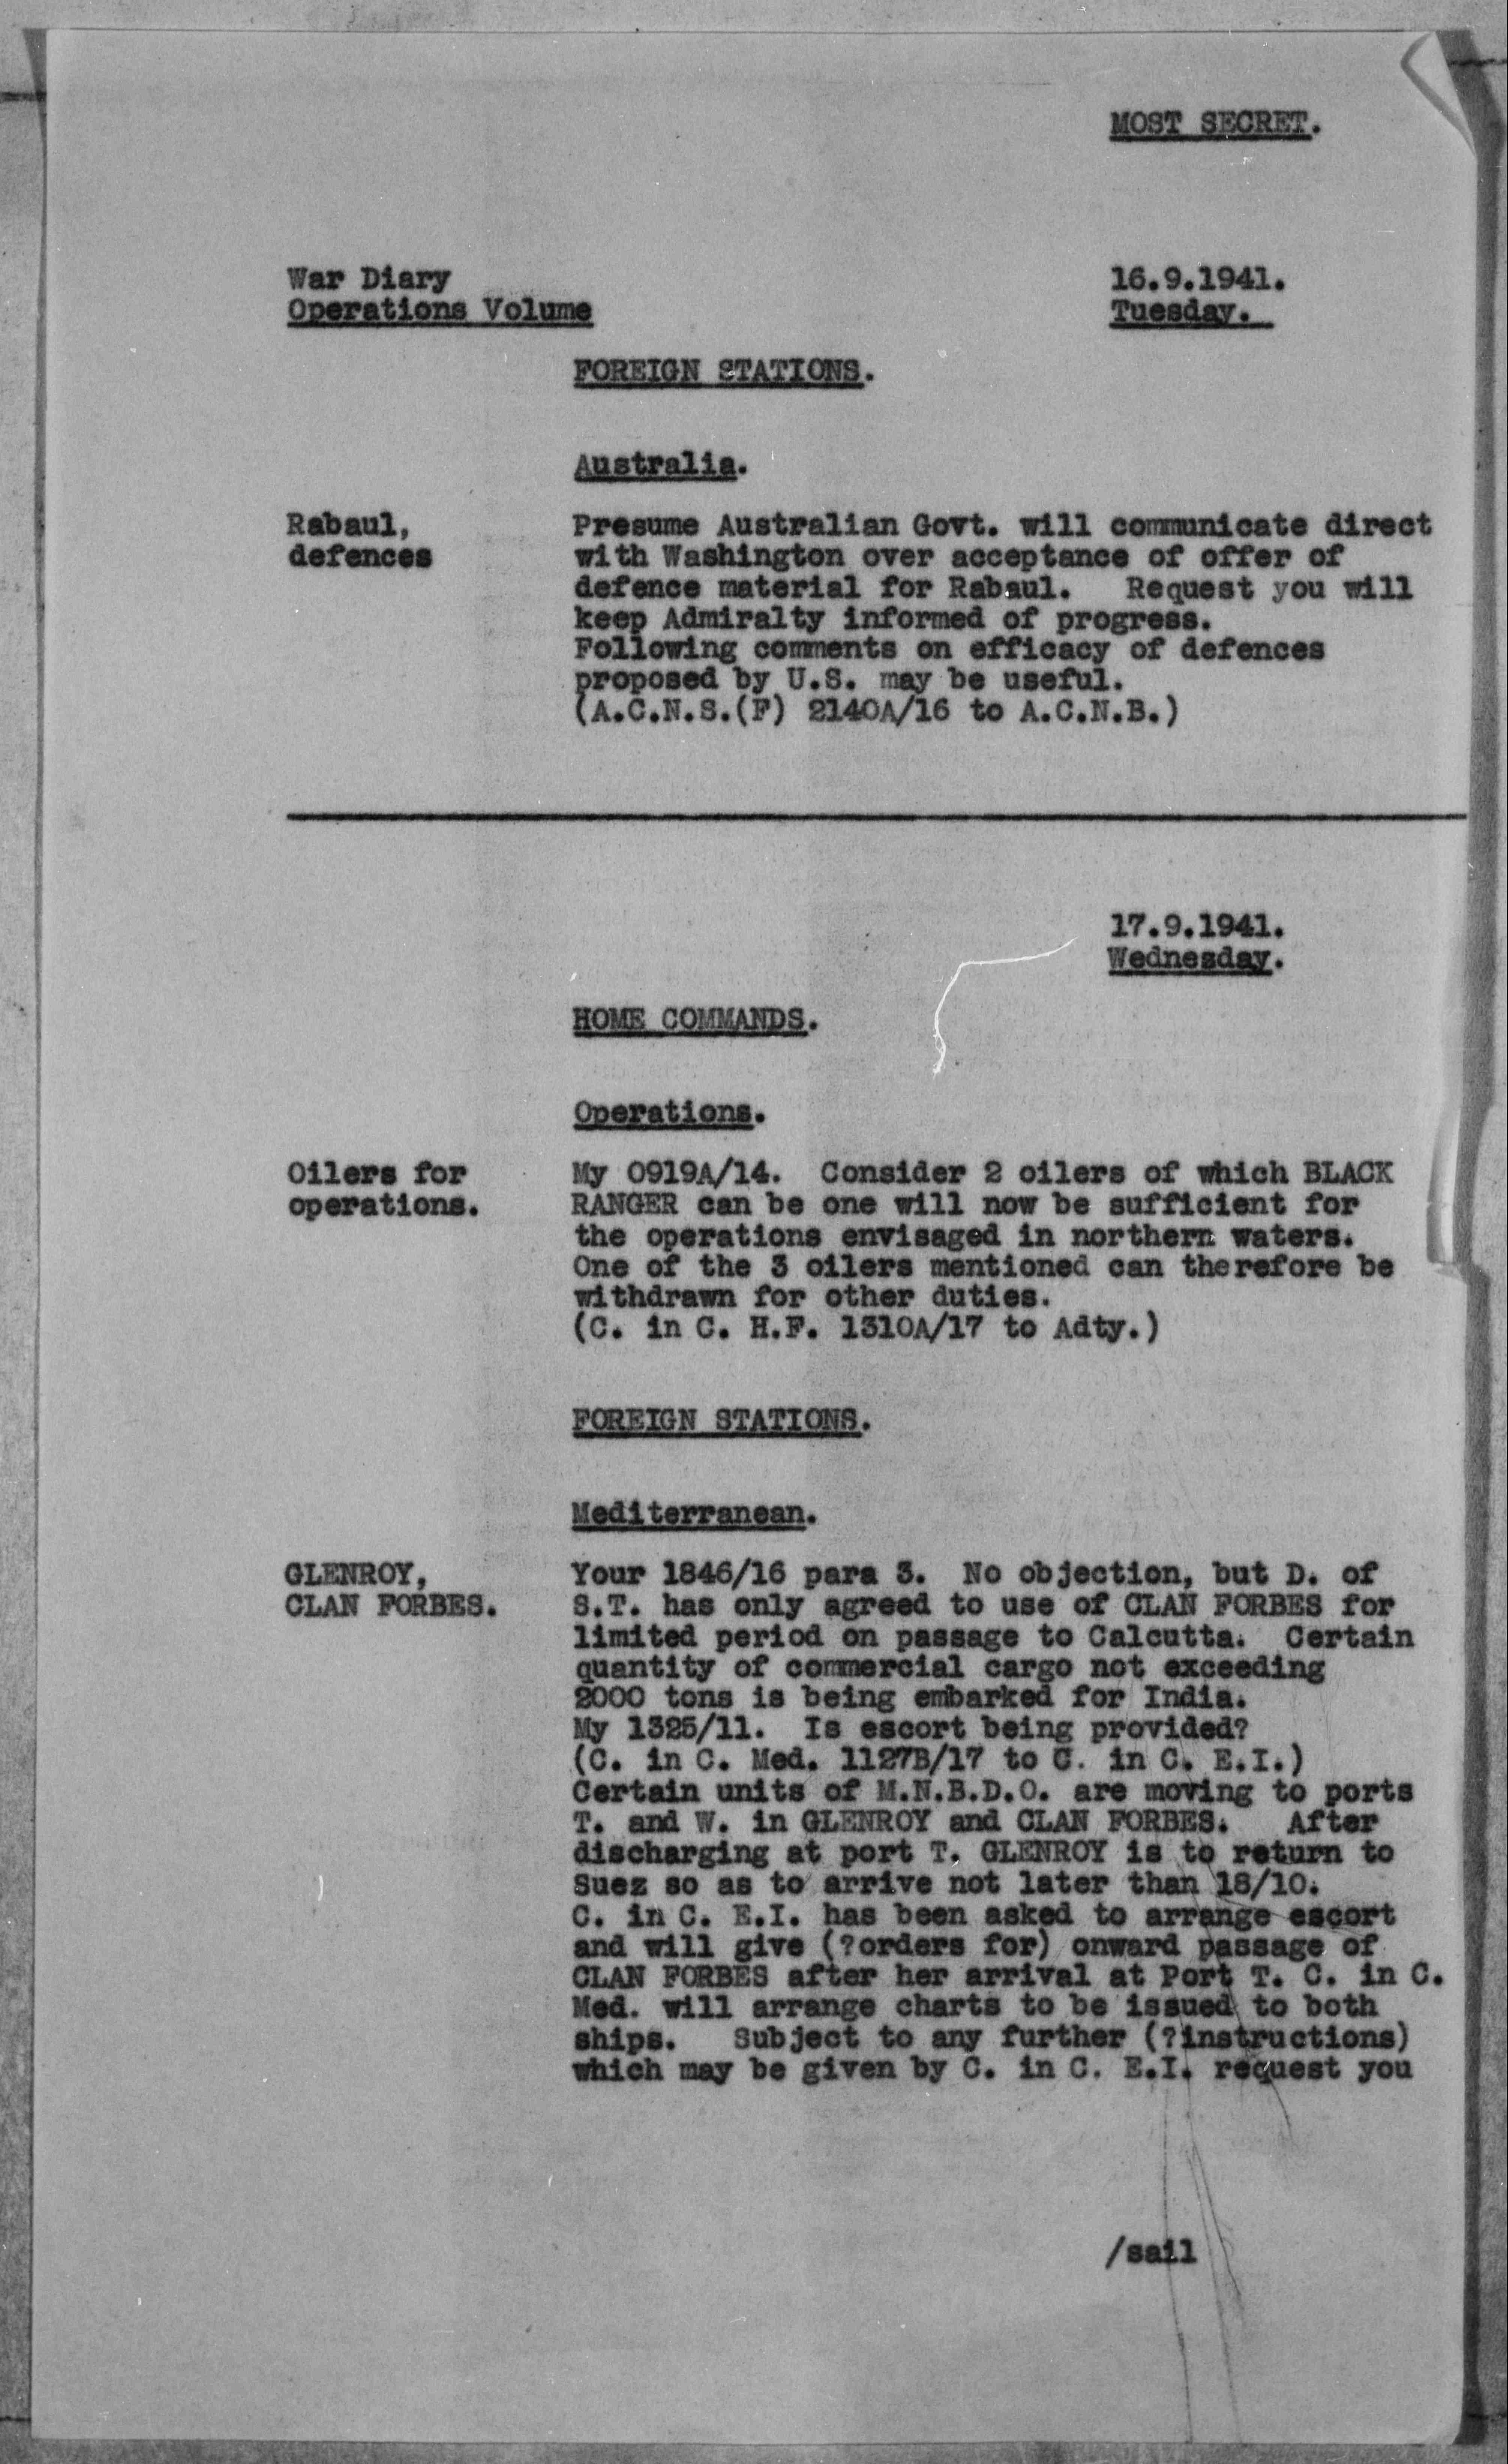 MOST SECRET.
War Diary
Operations Volume
16.9.1941.
Tuesday.
FOREIGN STATIONS.
Australia.
Rabaul,
defences
Presume Australian Govt. will communicate direct
with Washington over acceptance of offer of
defence material for Rabaul. Request you will
keep Admiralty informed of progress.
Following comments on efficacy of defences
proposed by U.S. may be useful.
(A.C.N.S.(F) 2140A/16 to A.C.N.B.)
17.9.1941.
Wednesday.
HOME COMMANDS.
Operations.
Oilers for
operations.
My 0919A/14. Consider 2 oilers of which BLACK
RANGER can be one will now be sufficient for
the operations envisaged in northern waters.
One of the 3 oilers mentioned can therefore be
withdrawn for other duties.
(C. in C. H.F. 1310A/17 to Adty.)
FOREIGN STATIONS.
Mediterranean.
GLENROY,
CLAN FORBES.
Your 1846/16 para 3. No objection, but D. of
S.T. has only agreed to use of CLAN FORBES for
limited period on passage to Calcutta. Certain
quantity of commercial cargo not exceeding
2000 tons is being embarked for India.
My 1325/11. Is escort being provided?
(C. in C. Med. 1127B/17 to C. in C. E.I.)
Certain units of M.N.B.D.O. are moving to ports
T. and W. in GLENROY and CLAN FORBES. After
discharging at port T. GLENROY is to return to
Suez so as to arrive not later than 18/10.
C. in C. E.I. has been asked to arrange escort
and will give (?orders for) onward passage of
CLAN FORBES after her arrival at Port T. C. in C.
Med. will arrange charts to be issued to both
ships. Subject to any further (?instructions)
which may be given by C. in C. E.I. request you
/sail